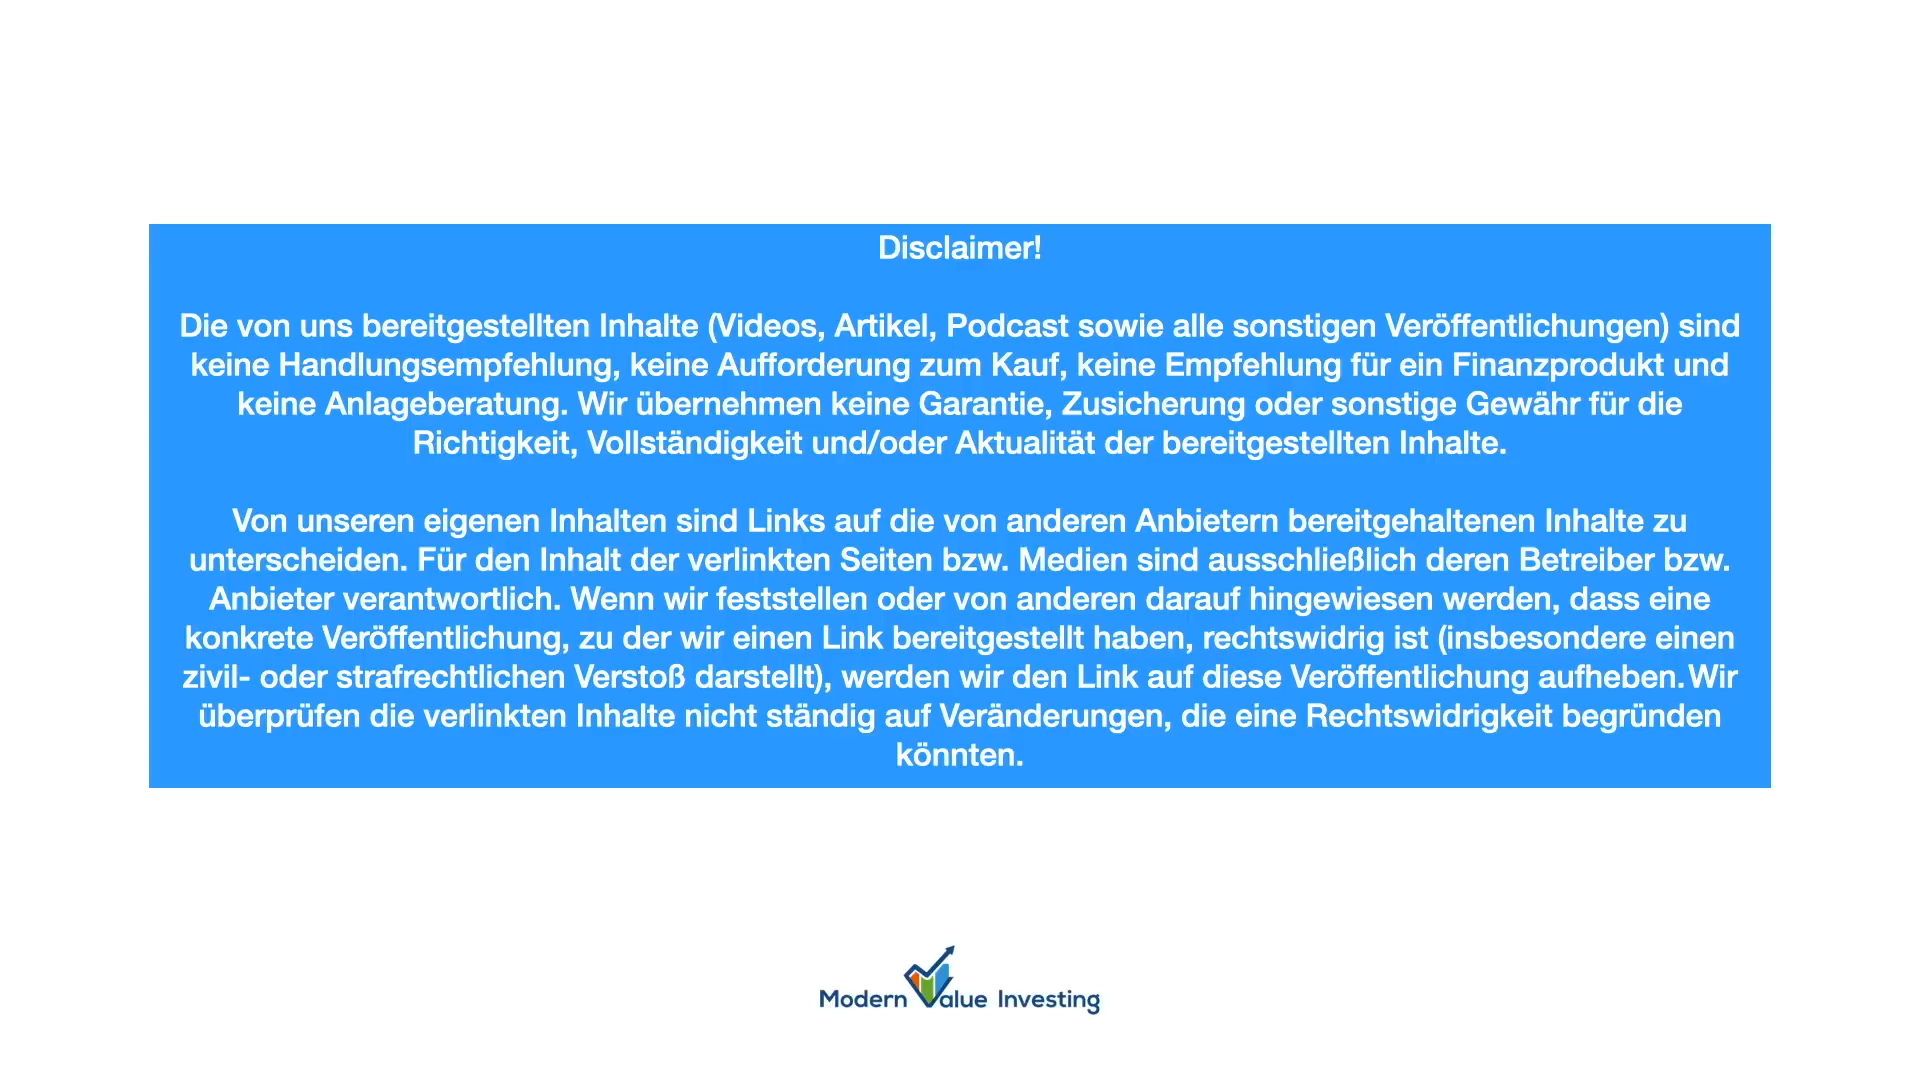 Disclaimer!
Die von uns bereitgestellten Inhalte (Videos, Artikel, Podcast sowie alle sonstigen Veröffentlichungen) sind
keine Handlungsempfehlung, keine Aufforderung zum Kauf, keine Empfehlung für ein Finanzprodukt und
keine Anlageberatung. Wir übernehmen keine Garantie, Zusicherung oder sonstige Gewähr für die
Richtigkeit, Vollständigkeit und/oder Aktualität der bereitgestellten Inhalte.
Von unseren eigenen Inhalten sind Links auf die von anderen Anbietern bereitgehaltenen Inhalte zu
unterscheiden. Für den Inhalt der verlinkten Seiten bzw. Medien sind ausschließlich deren Betreiber bzw.
Anbieter verantwortlich. Wenn wir feststellen oder von anderen darauf hingewiesen werden, dass eine
konkrete Veröffentlichung, zu der wir einen Link bereitgestellt haben, rechtswidrig ist (insbesondere einen
zivil- oder strafrechtlichen Verstoß darstellt), werden wir den Link auf diese Veröffentlichung aufheben. Wir
überprüfen die verlinkten Inhalte nicht ständig auf Veränderungen, die eine Rechtswidrigkeit begründen
könnten.
Modern Value Investing